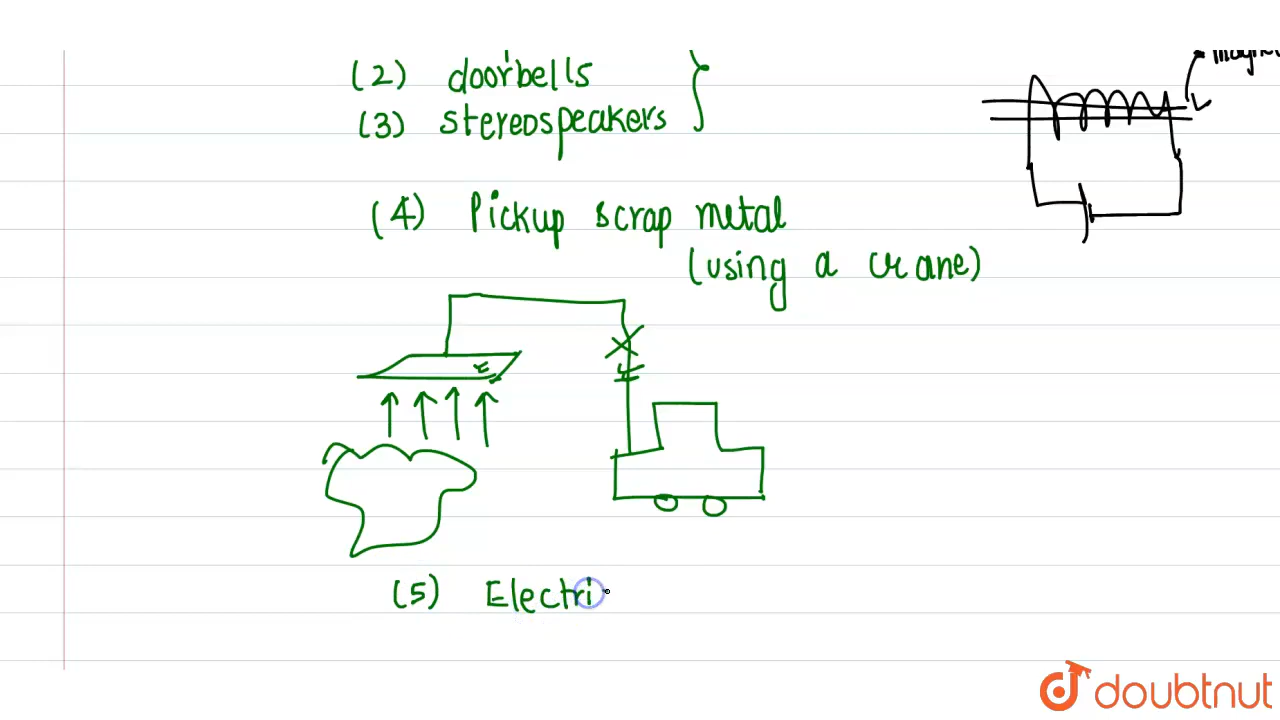 (2) doorbells
(3) stereospeakers
(4) Pickup scrap metal
(using a crane)
E
(5) Electri
doubtnut